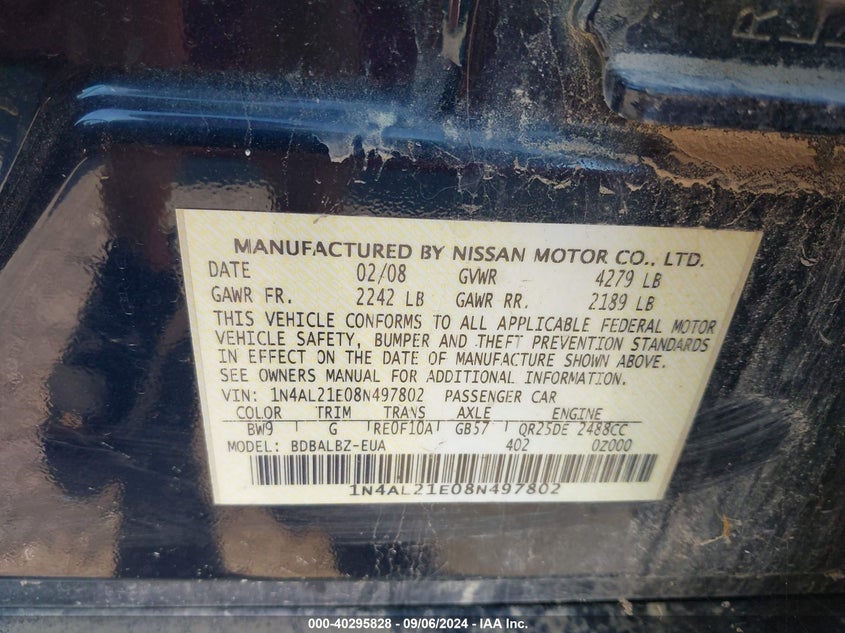 MANUFACTURED BY NISSAN MOTOR CO., LTD.
DATE 02/08 GVWR 4279 LB
GAWR FR. 2242 LB GAWR RR. 2189 LB
THIS VEHICLE CONFORMS TO ALL APPLICABLE FEDERAL MOTOR
VEHICLE SAFETY, BUMPER AND THEFT PREVENTION STANDARDS
IN EFFECT ON THE DATE OF MANUFACTURE SHOWN ABOVE.
SEE OWNERS MANUAL FOR ADDITIONAL INFORMATION.
VIN: 1N4AL21E08N497802 PASSENGER CAR
COLOR TRIM TRANS AXLE ENGINE
BW9 G RE0F10A GB57 QR25DE 2488CC
MODEL: BDBALBZ-EUA 402 0Z000
1N4AL21E08N497802
000-40295828 - 09/06/2024 - IAA Inc.